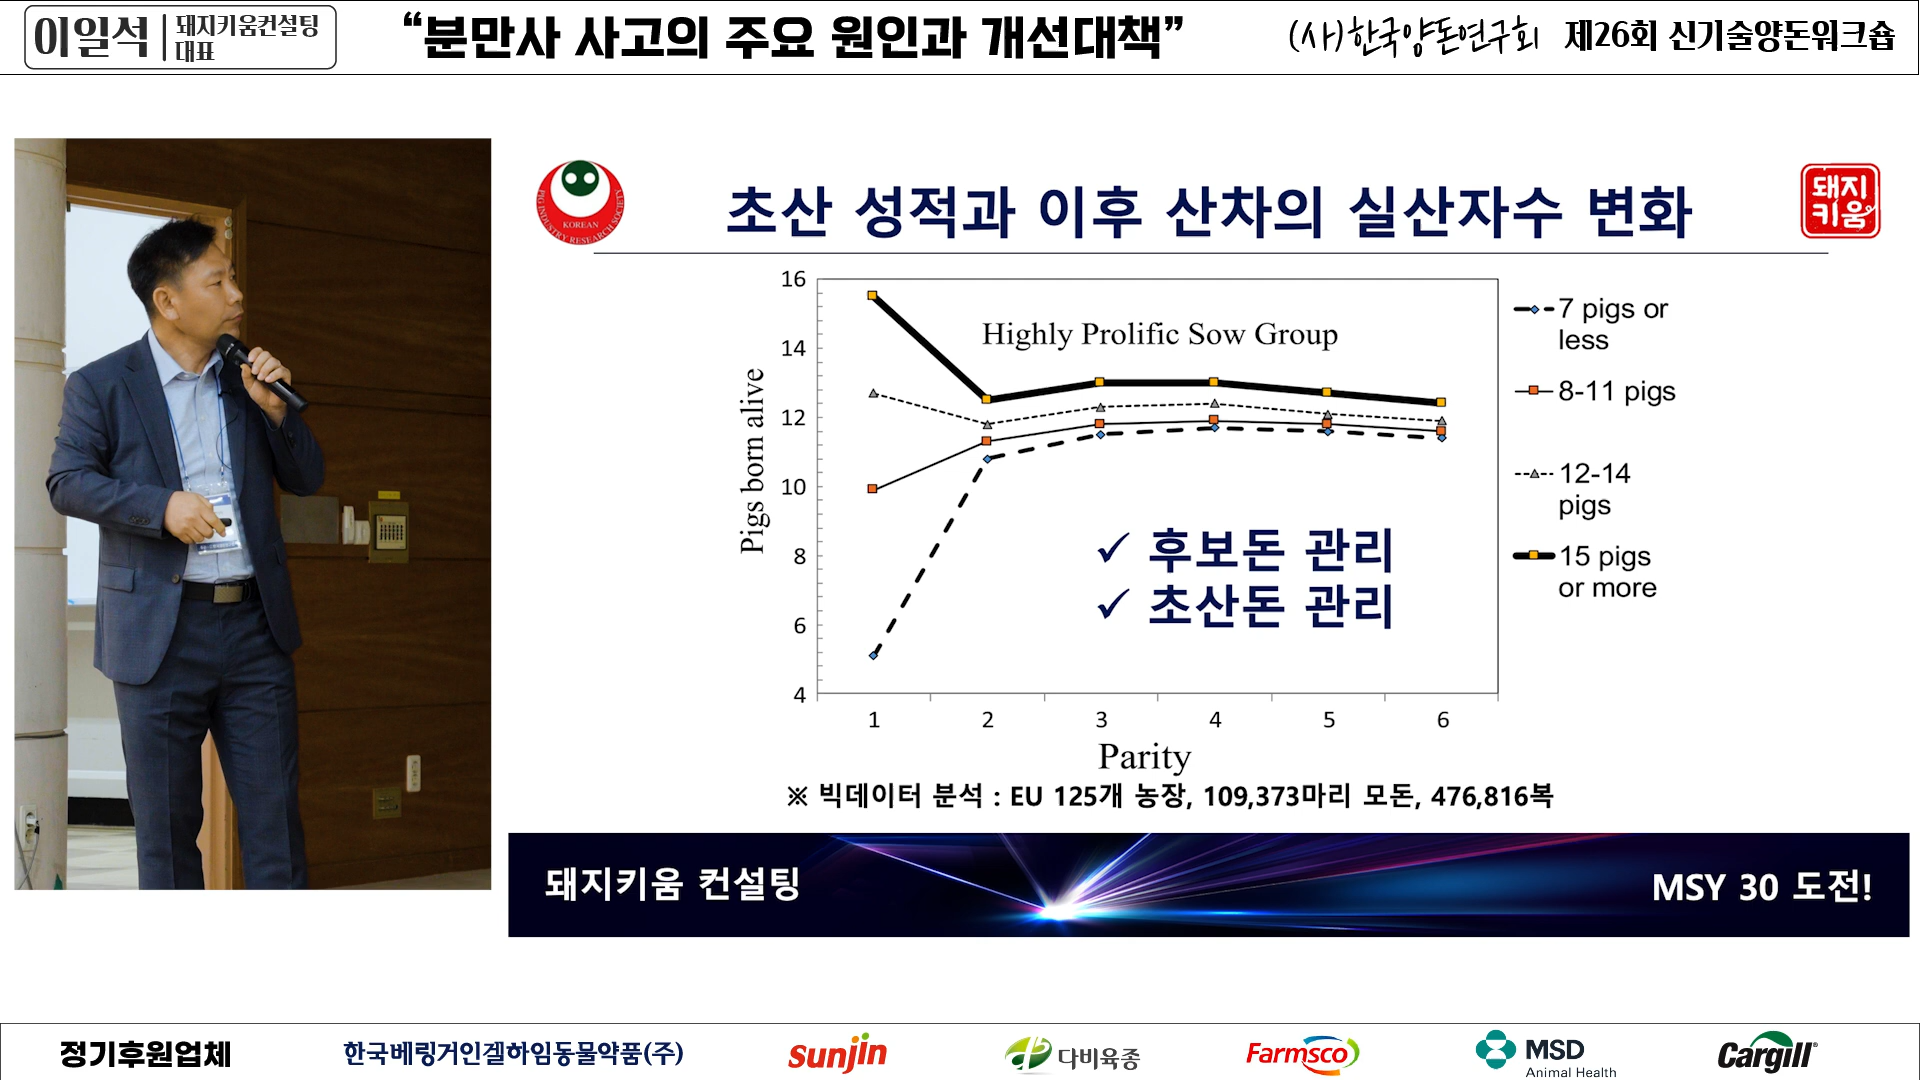 이일석 돼지키움컨설팅 대표
“분만사 사고의 주요 원인과 개선대책”
(사)한국양돈연구회 제26회 신기술양돈워크숍
KOREAN
PIG INDUSTRY RESEARCH SOCIETY
초산 성적과 이후 산차의 실산자수 변화
돼지
키움
Highly Prolific Sow Group
Pigs born alive
16
14
12
10
8
6
4
1 2 3 4 5 6
Parity
7 pigs or
less
8-11 pigs
12-14
pigs
15 pigs
or more
✓ 후보돈 관리
✓ 초산돈 관리
※ 빅데이터 분석 : EU 125개 농장, 109,373마리 모돈, 476,816복
돼지키움 컨설팅
MSY 30 도전!
정기후원업체
한국베링거인겔하임동물약품(주)
sunjin
다비육종
Farmsco
MSD
Animal Health
Cargill